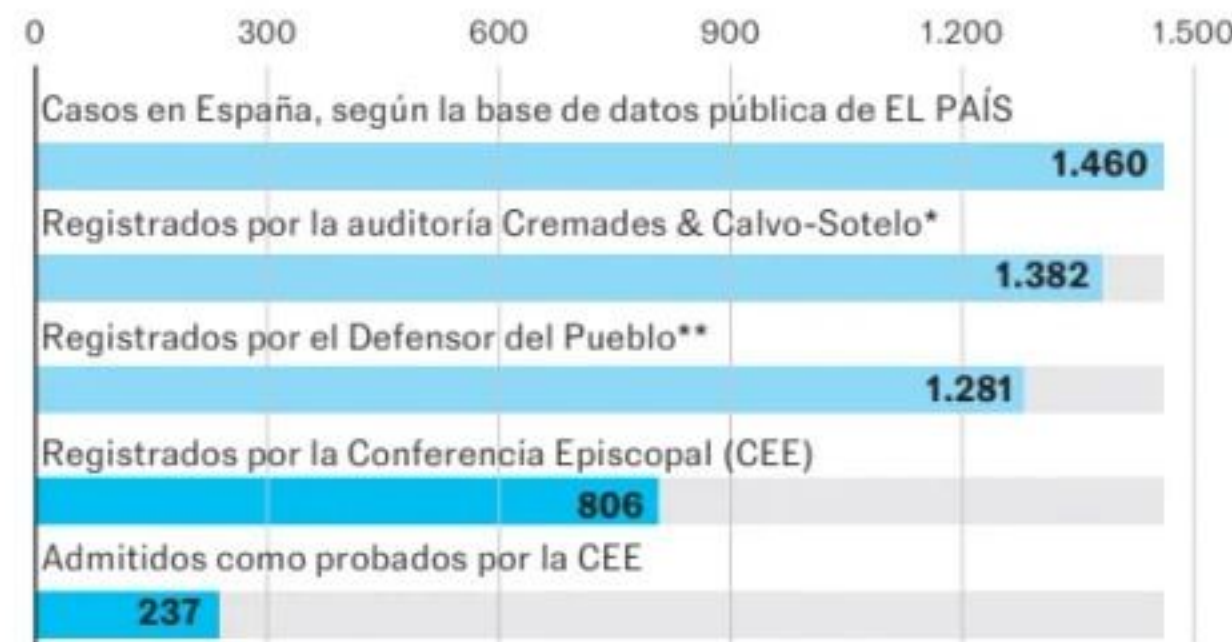 0 300 600 900 1.200 1.500
Casos en España, según la base de datos pública de EL PAÍS
1.460
Registrados por la auditoría Cremades & Calvo-Sotelo*
1.382
Registrados por el Defensor del Pueblo**
1.281
Registrados por la Conferencia Episcopal (CEE)
806
Admitidos como probados por la CEE
237